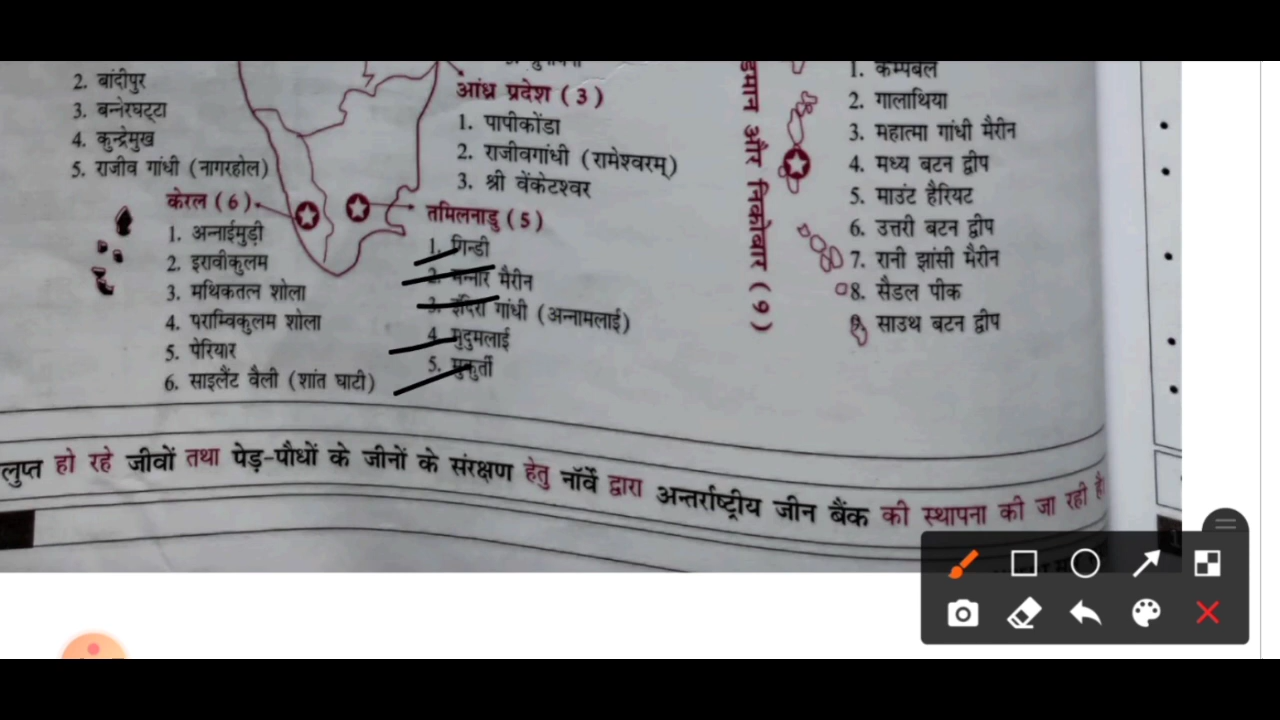 2. बांदीपुर
3. बन्नेरघट्टा
4. कुन्द्रेमुख
5. राजीव गांधी (नागरहोल)
केरल (6)
1. अन्नाईमुड़ी
2. इरावीकुलम
3. मथिकतत्न शोला
4. पराम्विकुलम शोला
5. पेरियार
6. साइलैंट वैली (शांत घाटी)
आंध्र प्रदेश (3)
1. पापीकोंडा
2. राजीवगांधी (रामेश्वरम्)
3. श्री वेंकेटश्वर
तमिलनाडु (5)
1. गिन्डी
2. मन्नार मैरीन
3. इंदिरा गांधी (अन्नामलाई)
4. मुदुमलाई
5. मुकुर्ती
और निकोबार (9)
1. कम्पबेल
2. गालाथिया
3. महात्मा गांधी मैरीन
4. मध्य बटन द्वीप
5. माउंट हैरियट
6. उत्तरी बटन द्वीप
7. रानी झांसी मैरीन
8. सैडल पीक
साउथ बटन द्वीप
लुप्त हो रहे जीवों तथा पेड़-पौधों के जीनों के संरक्षण हेतु नॉर्वे द्वारा अन्तर्राष्ट्रीय जीन बैंक की स्थापना की जा रही है।